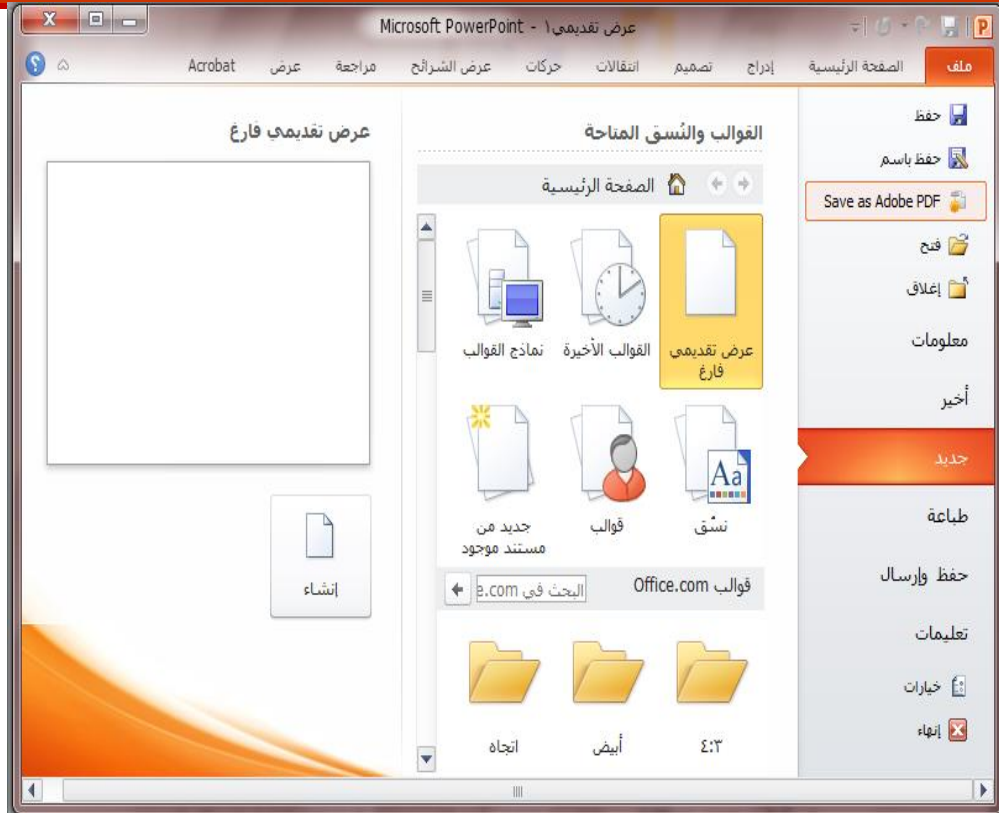 عرض تقديمي١ - Microsoft PowerPoint
ملف
الصفحة الرئيسية
إدراج
تصميم
انتقالات
حركات
عرض الشرائح
مراجعة
عرض
Acrobat
حفظ
حفظ باسم
Save as Adobe PDF
فتح
إغلاق
معلومات
أخير
جديد
طباعة
حفظ وإرسال
تعليمات
خيارات
إنهاء
القوالب والنُسق المتاحة
الصفحة الرئيسية
عرض تقديمي
فارغ
القوالب الأخيرة
نماذج القوالب
نسّق
قوالب
جديد من
مستند موجود
قوالب Office.com
البحث في e.com
٤:٣
أبيض
اتجاه
عرض تقديمي فارغ
إنشاء